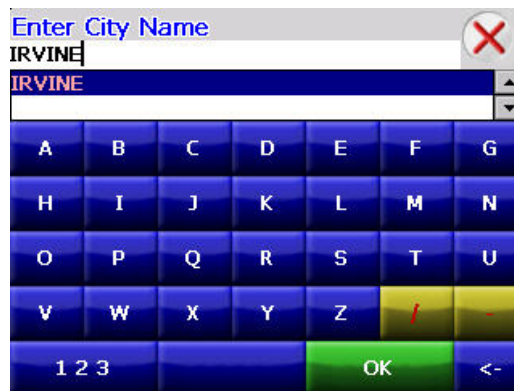 Enter City Name
IRVINE
IRVINE
A B C D E F G
H I J K L M N
O P Q R S T U
V W X Y Z / -
1 2 3 OK <-